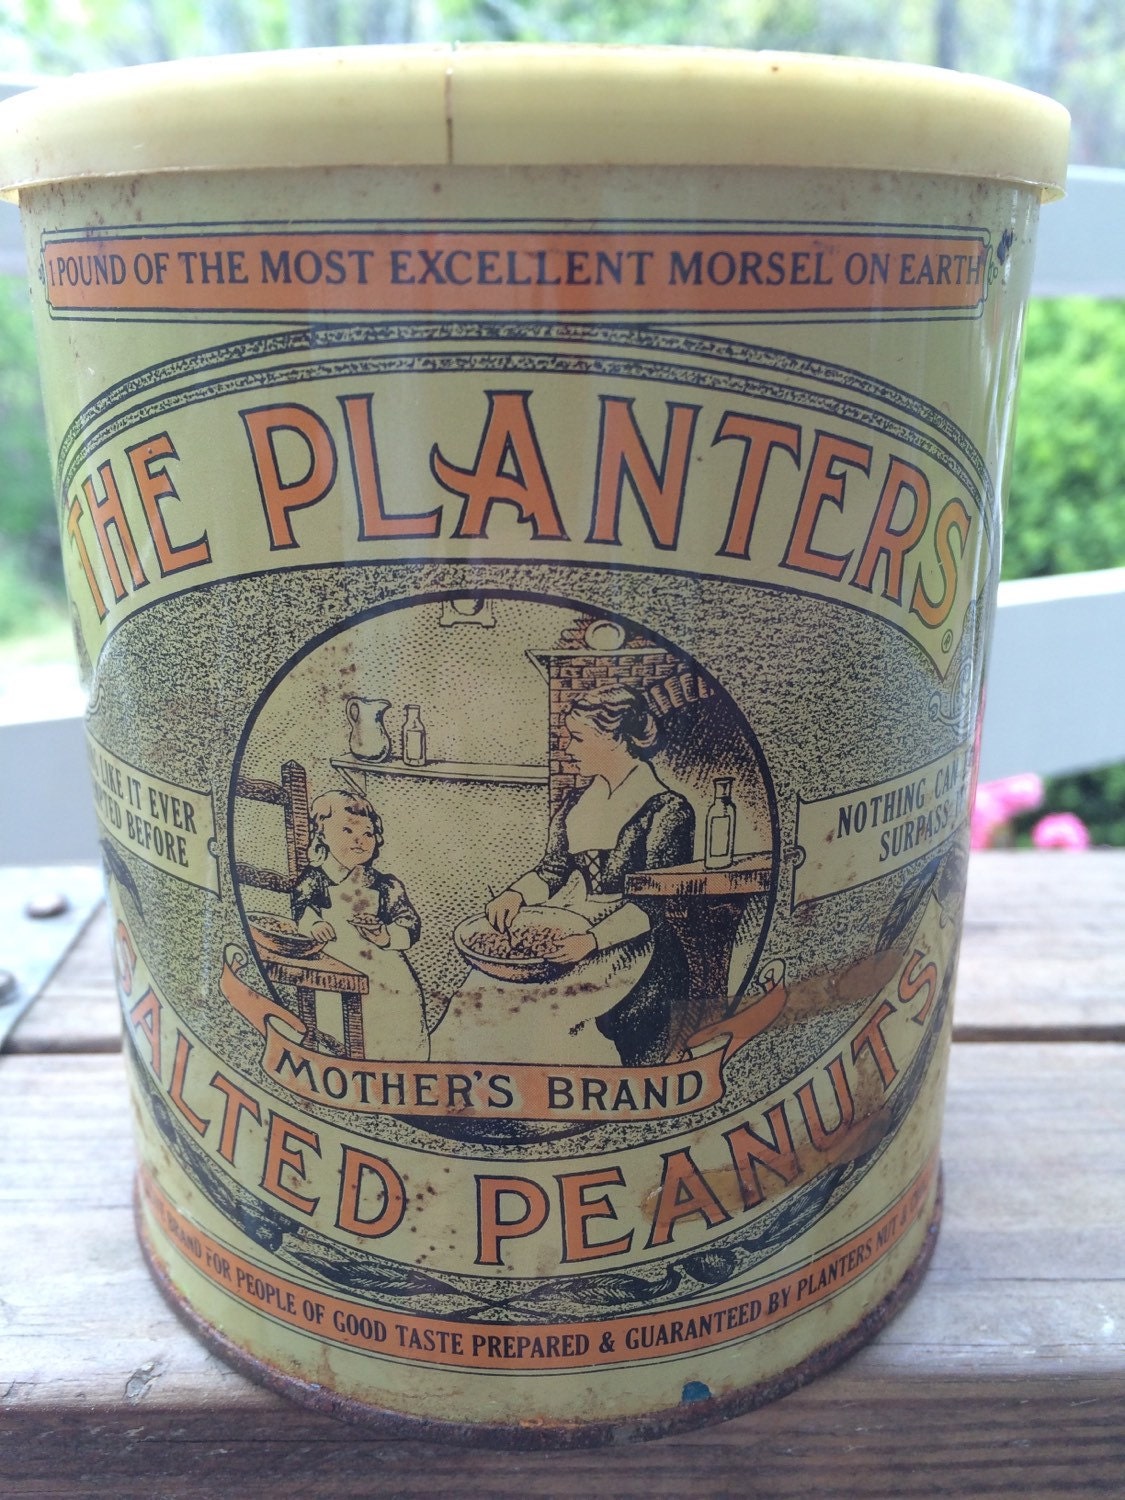 1 POUND OF THE MOST EXCELLENT MORSEL ON EARTH
THE PLANTERS®
LIKE IT EVER
BEFORE
NOTHING CAN
SURPASS IT
MOTHER'S BRAND
SALTED PEANUTS
BRAND FOR PEOPLE OF GOOD TASTE PREPARED & GUARANTEED BY PLANTERS NUT &